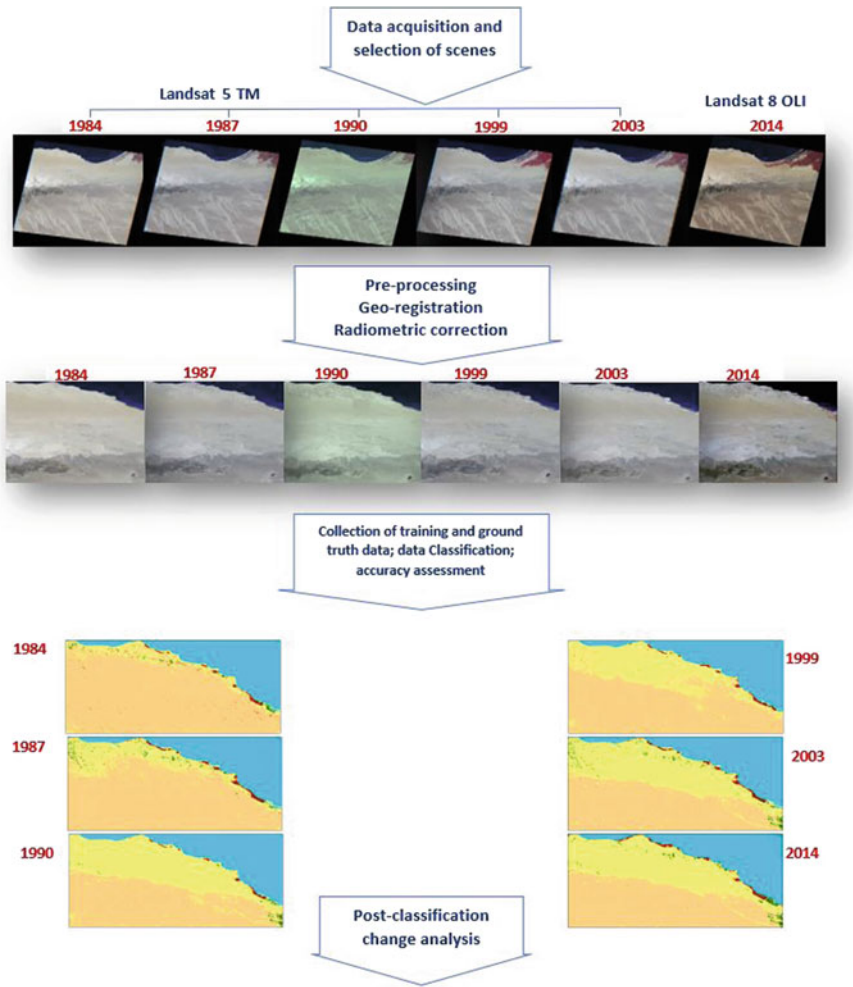 Data acquisition and
selection of scenes
Landsat 5 TM
Landsat 8 OLI
1984 1987 1990 1999 2003 2014
Pre-processing
Geo-registration
Radiometric correction
1984 1987 1990 1999 2003 2014
Collection of training and ground
truth data; data Classification;
accuracy assessment
1984
1999
1987
2003
1990
2014
Post-classification
change analysis